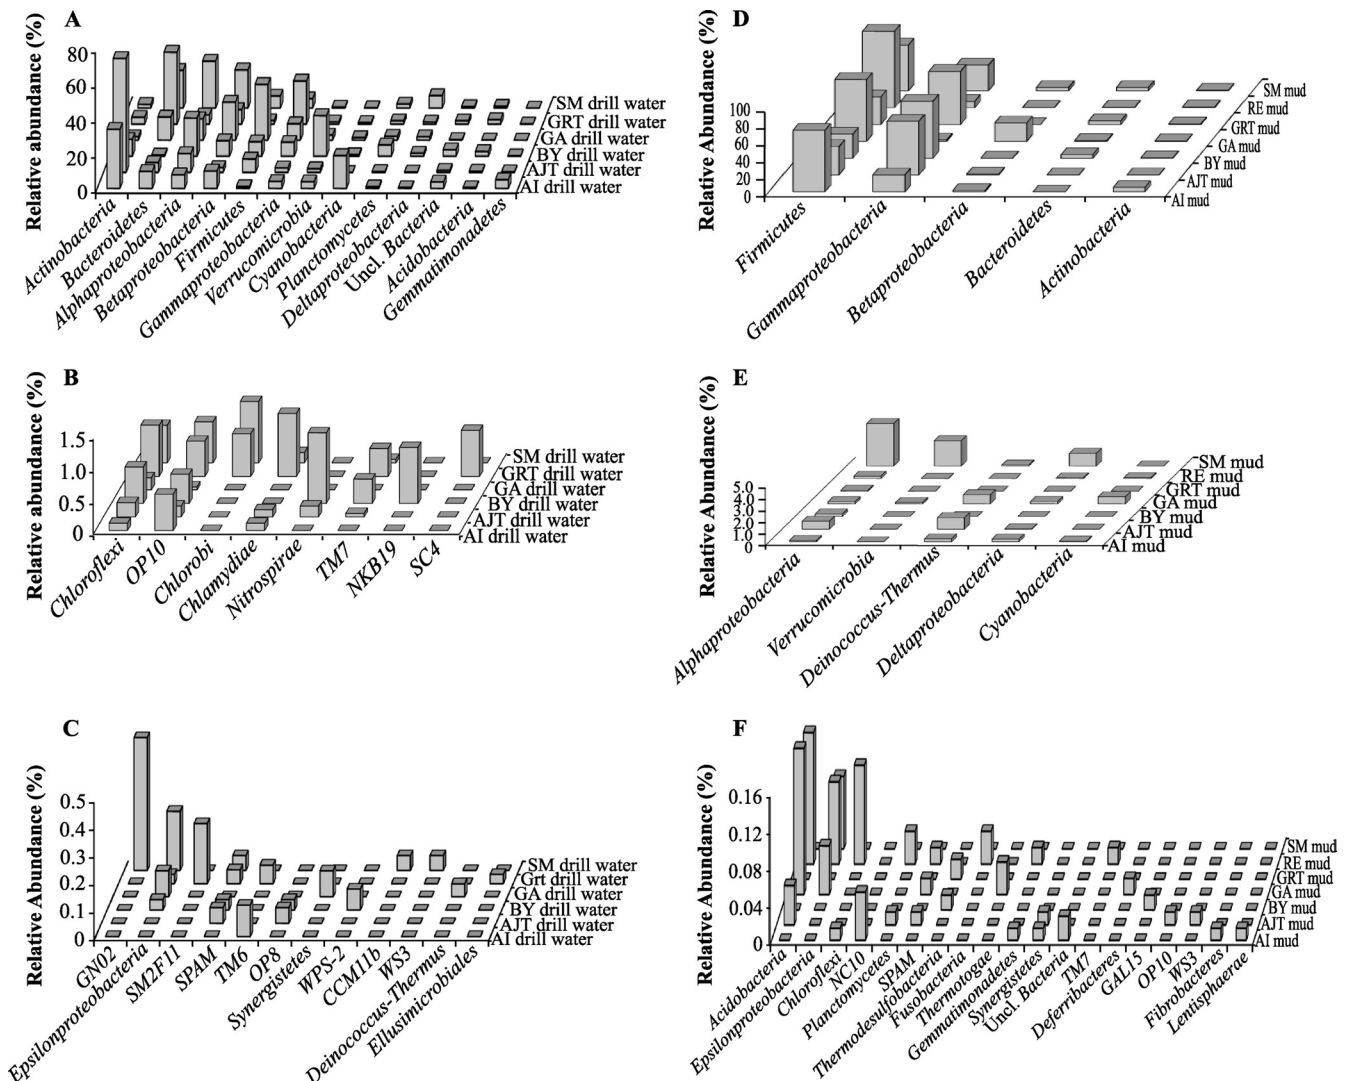 A
Relative abundance (%)
80
60
40
20
0
SM drill water
GRT drill water
GA drill water
BY drill water
AJT drill water
AI drill water
Actinobacteria
Bacteroidetes
Alphaproteobacteria
Betaproteobacteria
Firmicutes
Gammaproteobacteria
Verrucomicrobia
Cyanobacteria
Planctomycetes
Deltaproteobacteria
Uncl. Bacteria
Acidobacteria
Gemmatimonadetes
D
Relative Abundance (%)
100
80
60
40
20
0
SM mud
RE mud
GRT mud
GA mud
BY mud
AJT mud
AI mud
Firmicutes
Gammaproteobacteria
Betaproteobacteria
Bacteroidetes
Actinobacteria
B
Relative abundance (%)
1.5
1.0
0.5
0
SM drill water
GRT drill water
GA drill water
BY drill water
AJT drill water
AI drill water
Chloroflexi
OP10
Chlorobi
Chlamydiae
Nitrospirae
TM7
NKB19
SC4
E
Relative Abundance (%)
5.0
4.0
3.0
2.0
1.0
0
SM mud
RE mud
GRT mud
GA mud
BY mud
AJT mud
AI mud
Alphaproteobacteria
Verrucomicrobia
Deinococcus-Thermus
Deltaproteobacteria
Cyanobacteria
C
Relative Abundance (%)
0.5
0.4
0.3
0.2
0.1
0
SM drill water
Grt drill water
GA drill water
BY drill water
AJT drill water
AI drill water
GN02
Epsilonproteobacteria
SM2F11
SPAM
TM6
OP8
Synergistetes
WPS-2
CCM11b
WS3
Deinococcus-Thermus
Ellusimicrobiales
F
Relative Abundance (%)
0.16
0.12
0.08
0.04
0
SM mud
RE mud
GRT mud
GA mud
BY mud
AJT mud
AI mud
Acidobacteria
Epsilonproteobacteria
Chloroflexi
NC10
Planctomycetes
SPAM
Thermodesulfobacteria
Fusobacteria
Thermotogae
Gemmatimonadetes
Synergistetes
Uncl. Bacteria
TM7
Deferribacteres
GAL15
OP10
WS3
Fibrobacteres
Lentisphaerae